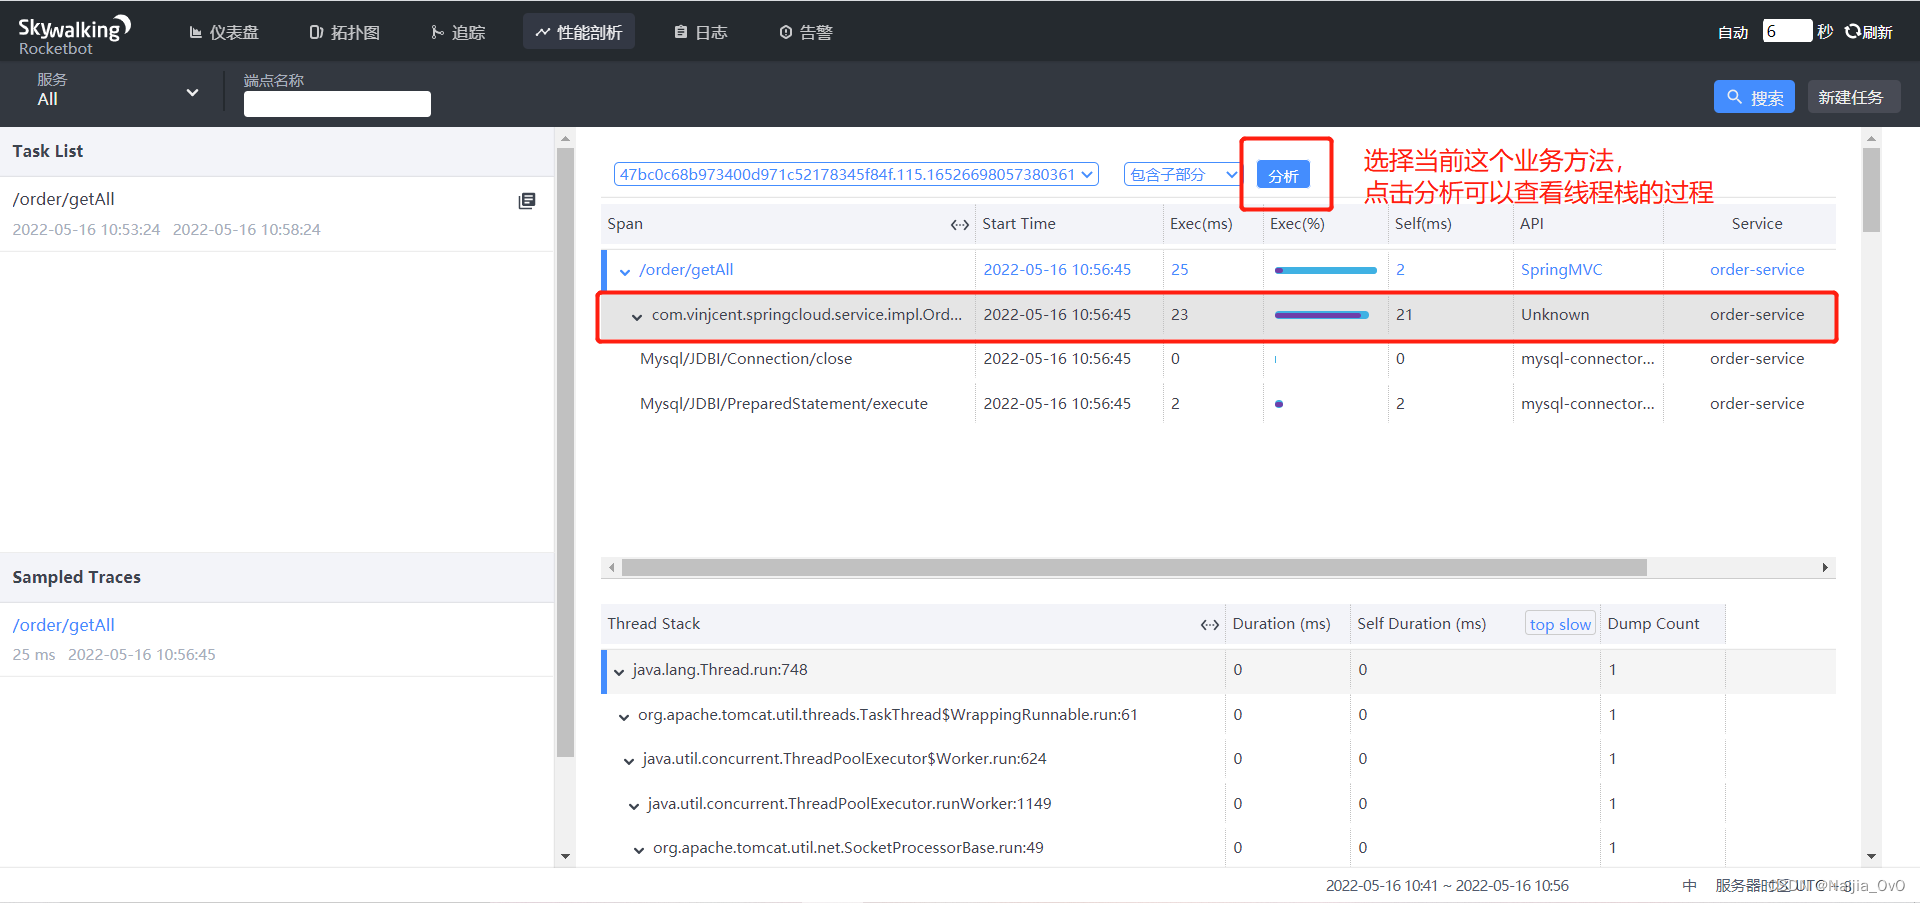 Skywalking
Rocketbot
仪表盘
拓扑图
追踪
性能剖析
日志
告警
自动
6
秒
刷新
服务
All
端点名称
搜索
新建任务
Task List
/order/getAll
2022-05-16 10:53:24 2022-05-16 10:58:24
Sampled Traces
/order/getAll
25 ms 2022-05-16 10:56:45
47bc0c68b973400d971c52178345f84f.115.16526698057380361
包含子部分
分析
选择当前这个业务方法,
点击分析可以查看线程栈的过程
Span Start Time Exec(ms) Exec(%) Self(ms) API Service
/order/getAll 2022-05-16 10:56:45 25 2 SpringMVC order-service
com.vinjcent.springcloud.service.impl.Ord... 2022-05-16 10:56:45 23 21 Unknown order-service
Mysql/JDBI/Connection/close 2022-05-16 10:56:45 0 0 mysql-connector... order-service
Mysql/JDBI/PreparedStatement/execute 2022-05-16 10:56:45 2 2 mysql-connector... order-service
Thread Stack Duration (ms) Self Duration (ms) top slow Dump Count
java.lang.Thread.run:748 0 0 1
org.apache.tomcat.util.threads.TaskThread$WrappingRunnable.run:61 0 0 1
java.util.concurrent.ThreadPoolExecutor$Worker.run:624 0 0 1
java.util.concurrent.ThreadPoolExecutor.runWorker:1149 0 0 1
org.apache.tomcat.util.net.SocketProcessorBase.run:49 0 0 1
2022-05-16 10:41 ~ 2022-05-16 10:56
中
服务器时区UTC + 8
CSDN @Naijia_OvO